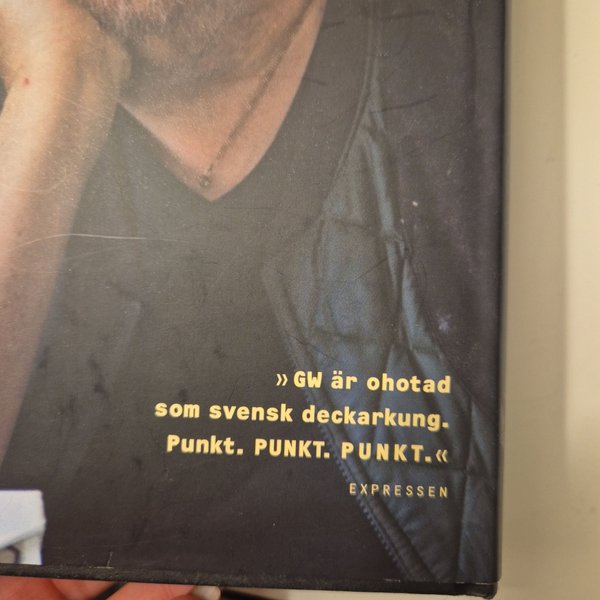 » GW är ohotad
som svensk deckarkung.
Punkt. PUNKT. PUNKT.«
EXPRESSEN